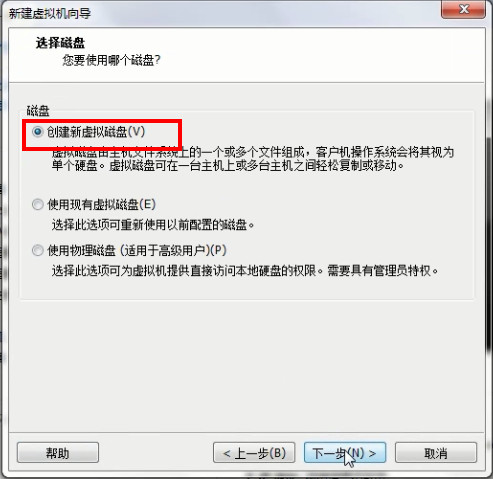 新建虚拟机向导
选择磁盘
您要使用哪个磁盘?
磁盘
创建新虚拟磁盘(V)
虚拟磁盘由主机文件系统上的一个或多个文件组成，客户机操作系统会将其视为
单个硬盘。虚拟磁盘可在一台主机上或多台主机之间轻松复制或移动。
使用现有虚拟磁盘(E)
选择此选项可重新使用以前配置的磁盘。
使用物理磁盘 (适用于高级用户)(P)
选择此选项可为虚拟机提供直接访问本地硬盘的权限。需要具有管理员特权。
帮助
< 上一步(B)
下一步(N) >
取消